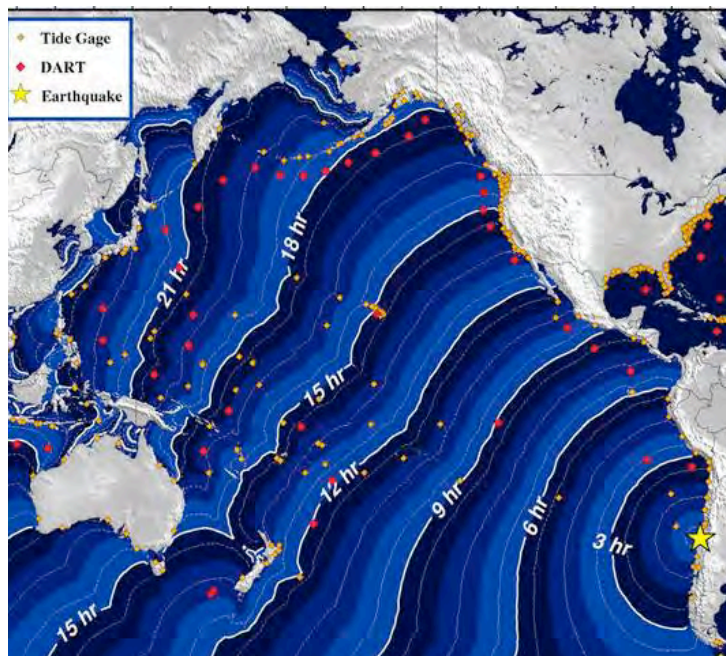 Tide Gage
DART
Earthquake
18 hr
21 hr
15 hr
12 hr
9 hr
6 hr
3 hr
15 hr